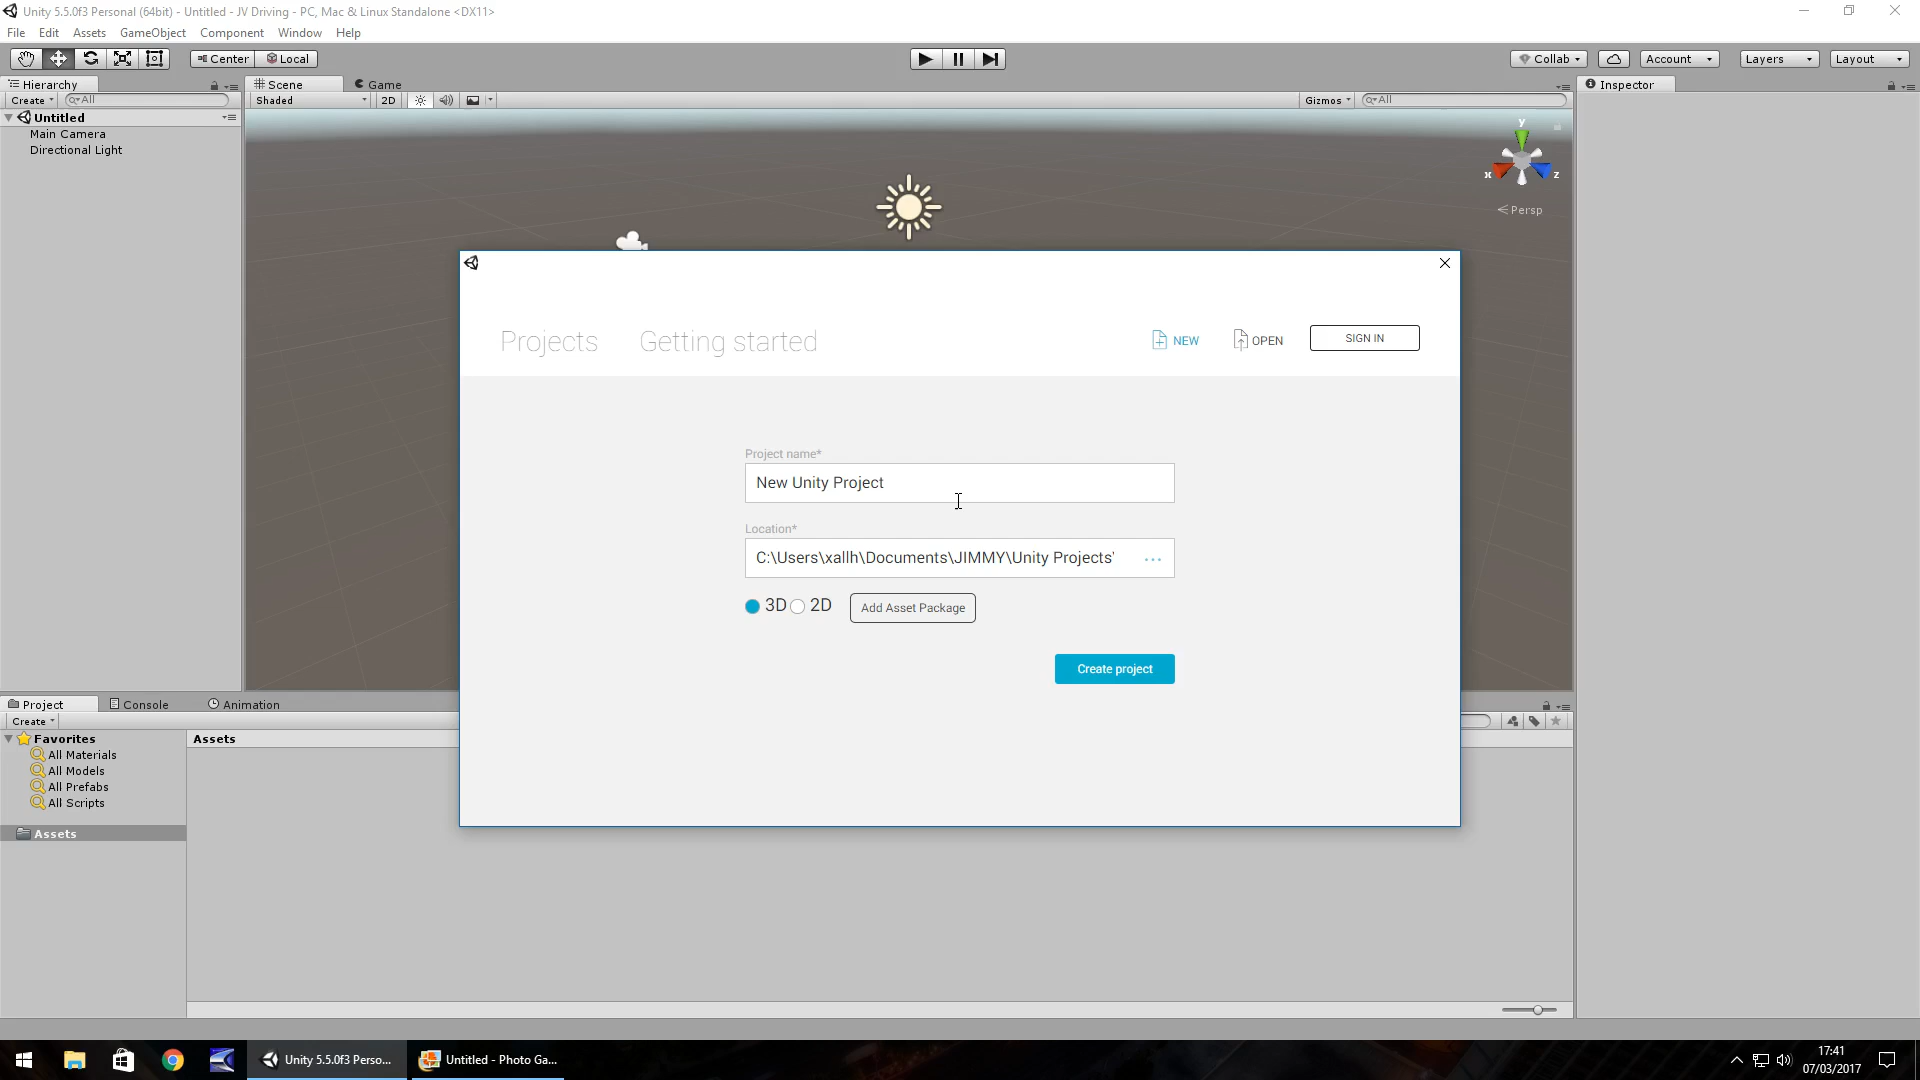 Unity 5.5.0f3 Personal (64bit) - Untitled - JV Driving - PC, Mac & Linux Standalone <DX11>
File Edit Assets GameObject Component Window Help
Center Local Collab Account Layers Layout
Hierarchy Scene Game Inspector
Create All Shaded 2D Gizmos All
Untitled
Main Camera
Directional Light
y
x z
Persp
Projects Getting started NEW OPEN SIGN IN
Project name*
New Unity Project
Location*
C:\Users\xallh\Documents\JIMMY\Unity Projects'
...
3D 2D Add Asset Package
Create project
Project Console Animation
Create
Favorites
All Materials
All Models
All Prefabs
All Scripts
Assets
Assets
Unity 5.5.0f3 Perso... Untitled - Photo Ga...
17:41
07/03/2017